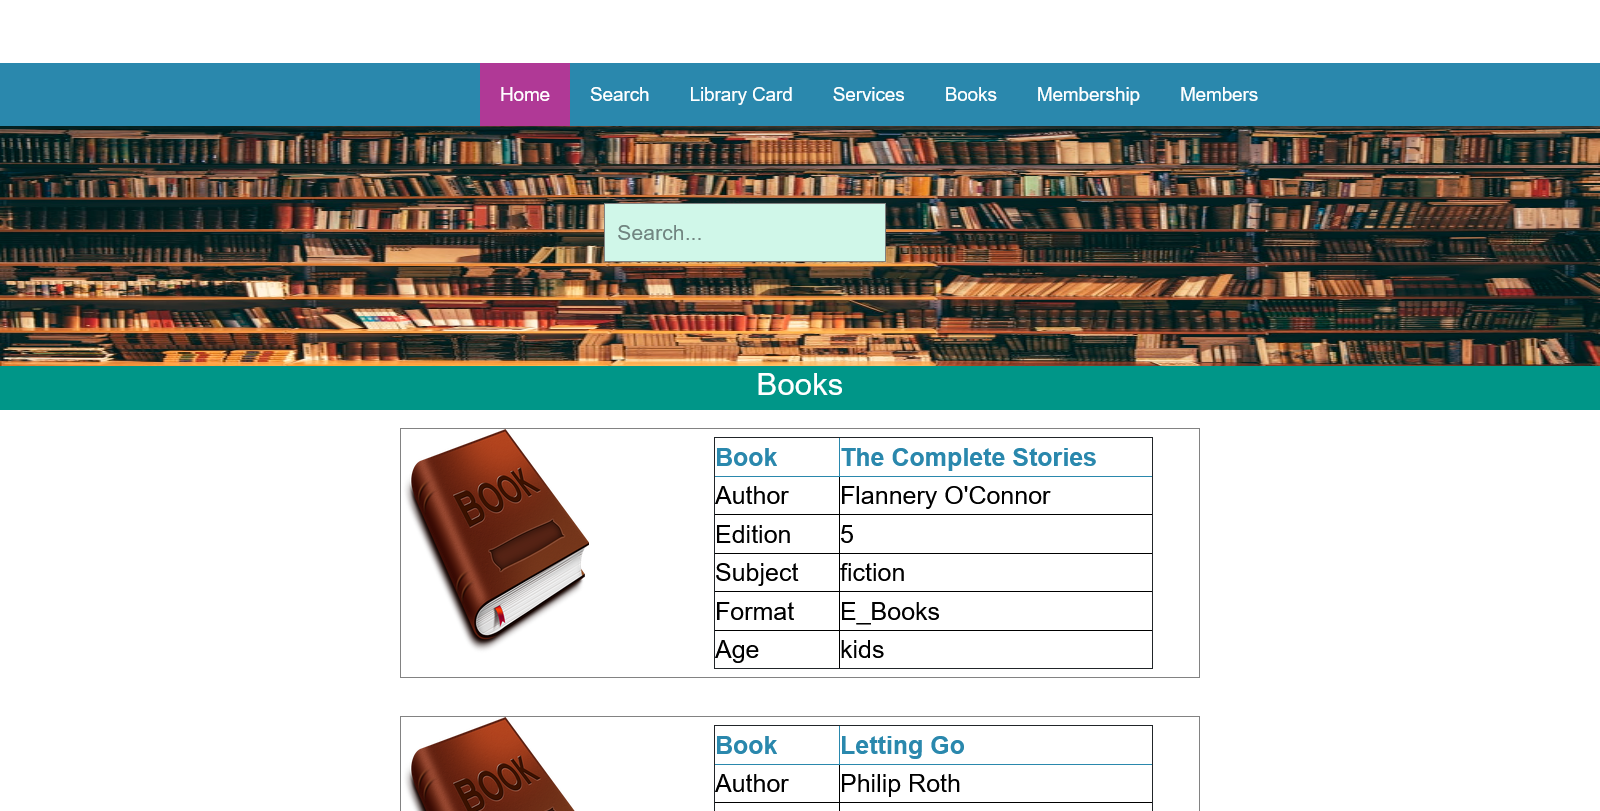 Home Search Library Card Services Books Membership Members
Search...
Books
BOOK
Book The Complete Stories
Author Flannery O'Connor
Edition 5
Subject fiction
Format E_Books
Age kids
BOOK
Book Letting Go
Author Philip Roth